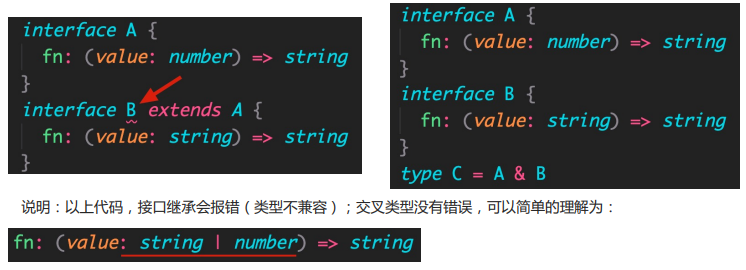 interface A {
fn: (value: number) => string
}
interface B extends A {
fn: (value: string) => string
}
interface A {
fn: (value: number) => string
}
interface B {
fn: (value: string) => string
}
type C = A & B
说明：以上代码，接口继承会报错（类型不兼容）；交叉类型没有错误，可以简单的理解为：
fn: (value: string | number) => string